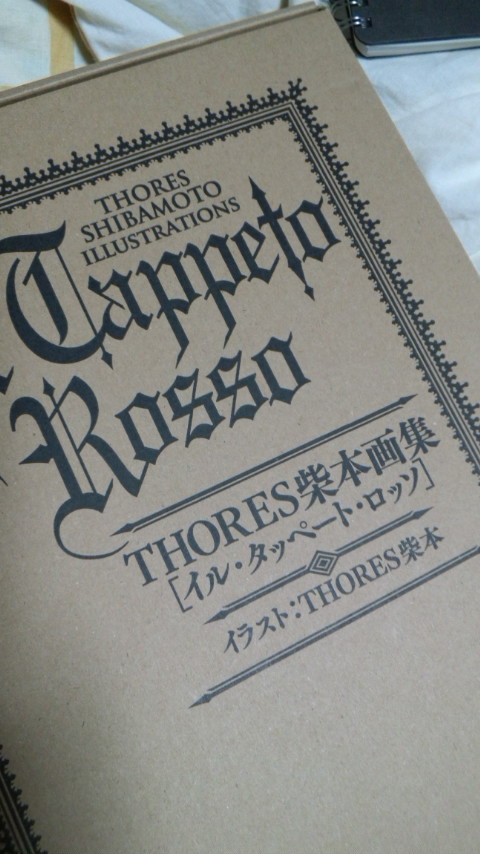 THORES
SHIBAMOTO
ILLUSTRATIONS
Tappeto
Rosso
THORES柴本画集
[イル・タッペート・ロッソ]
イラスト:THORES柴本